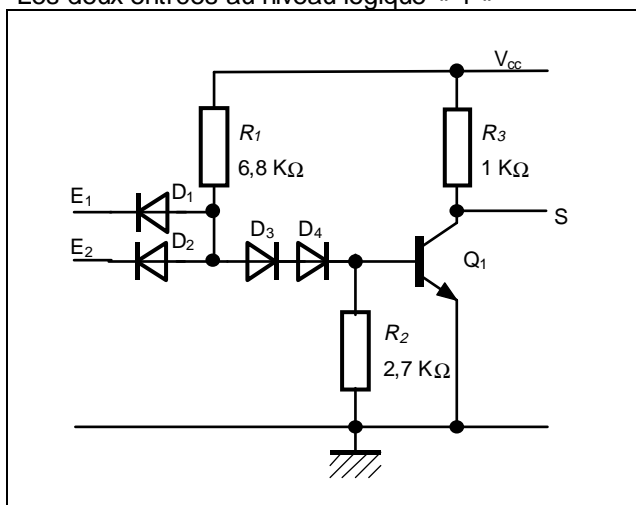 Les deux entrées au niveau logique " 1 "
Vcc
R1
6,8 KΩ
R3
1 KΩ
E1
D1
S
E2
D2
D3
D4
Q1
R2
2,7 KΩ